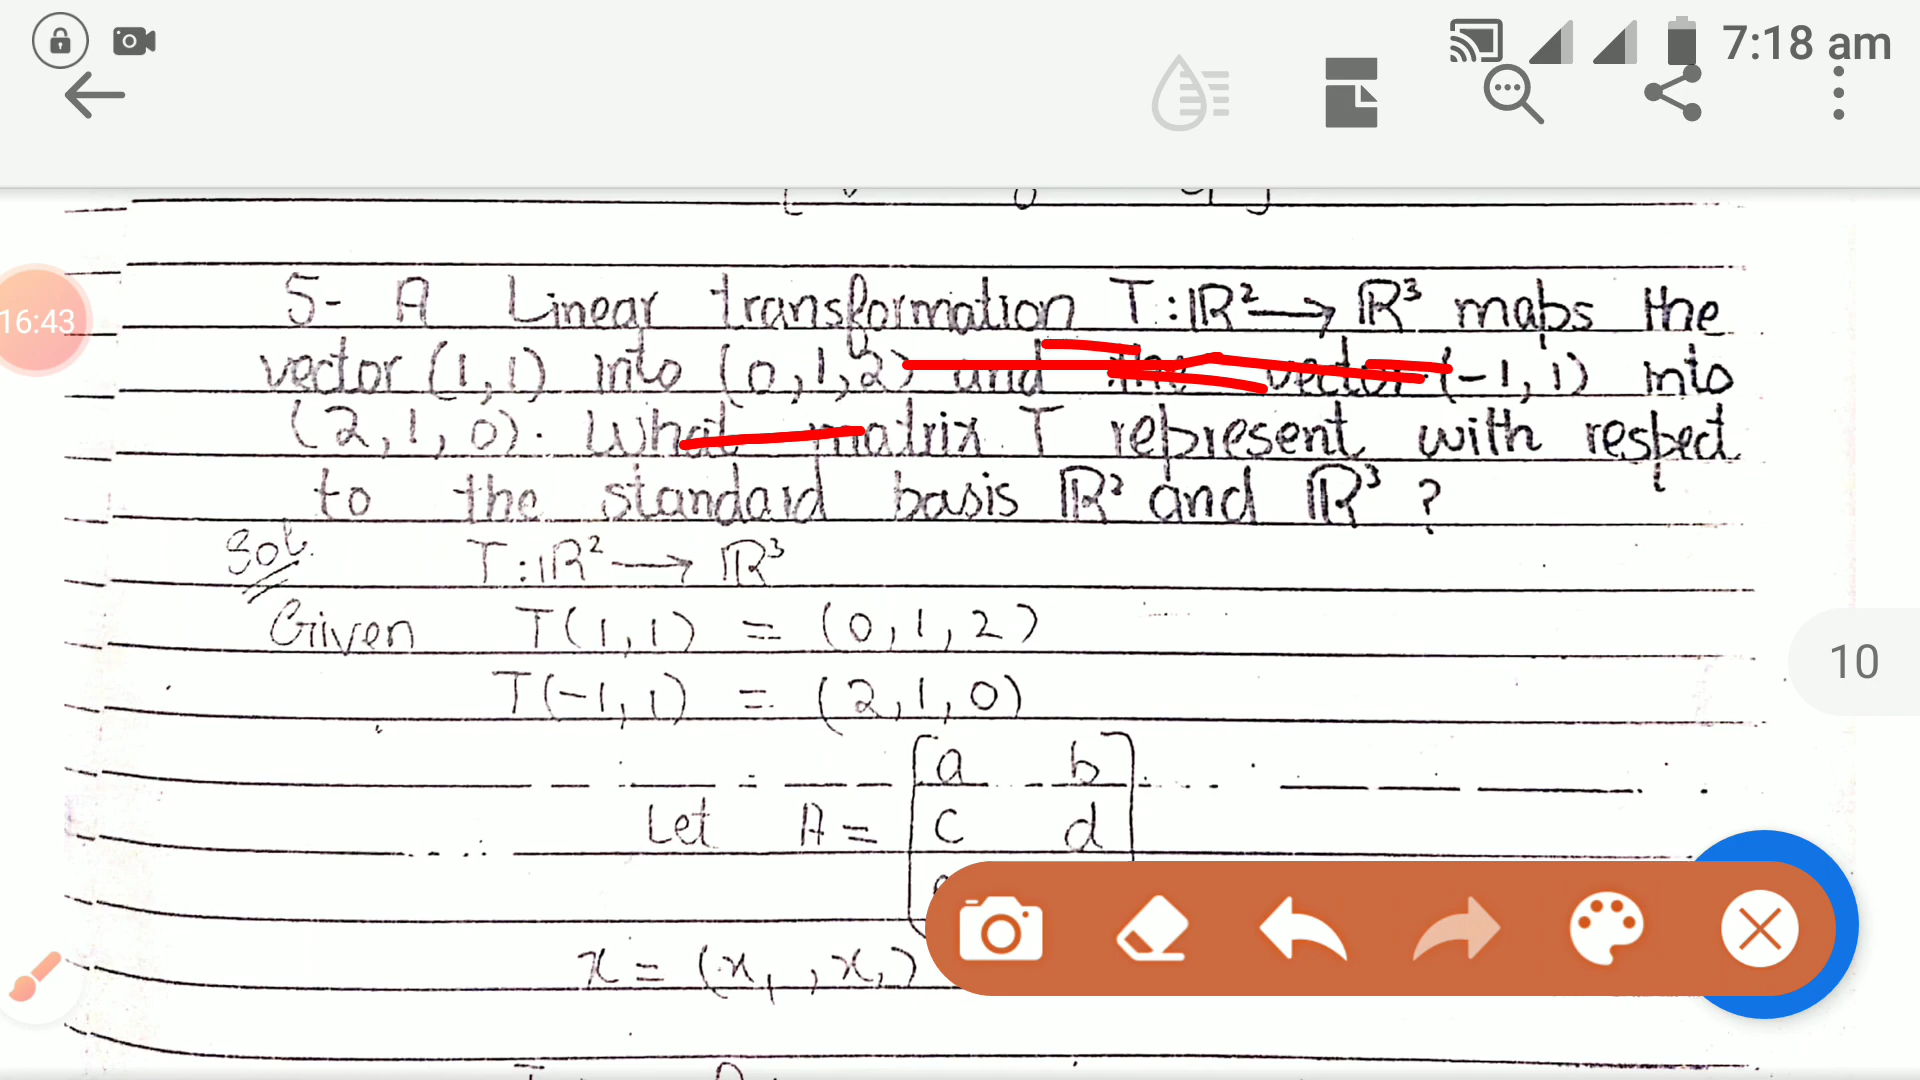 7:18 am
16:43
5- A Linear transformation T:ℝ² → ℝ³ maps the
vector (1,1) into (0,1,2) and the vector (-1,1) into
(2,1,0). What matrix T represent with respect
to the standard basis ℝ² and ℝ³ ?
Sol.
T:ℝ² → ℝ³
Given T(1,1) = (0,1,2)
10
T(-1,1) = (2,1,0)
a b
Let A =
c d
x = (x₁, x₂)